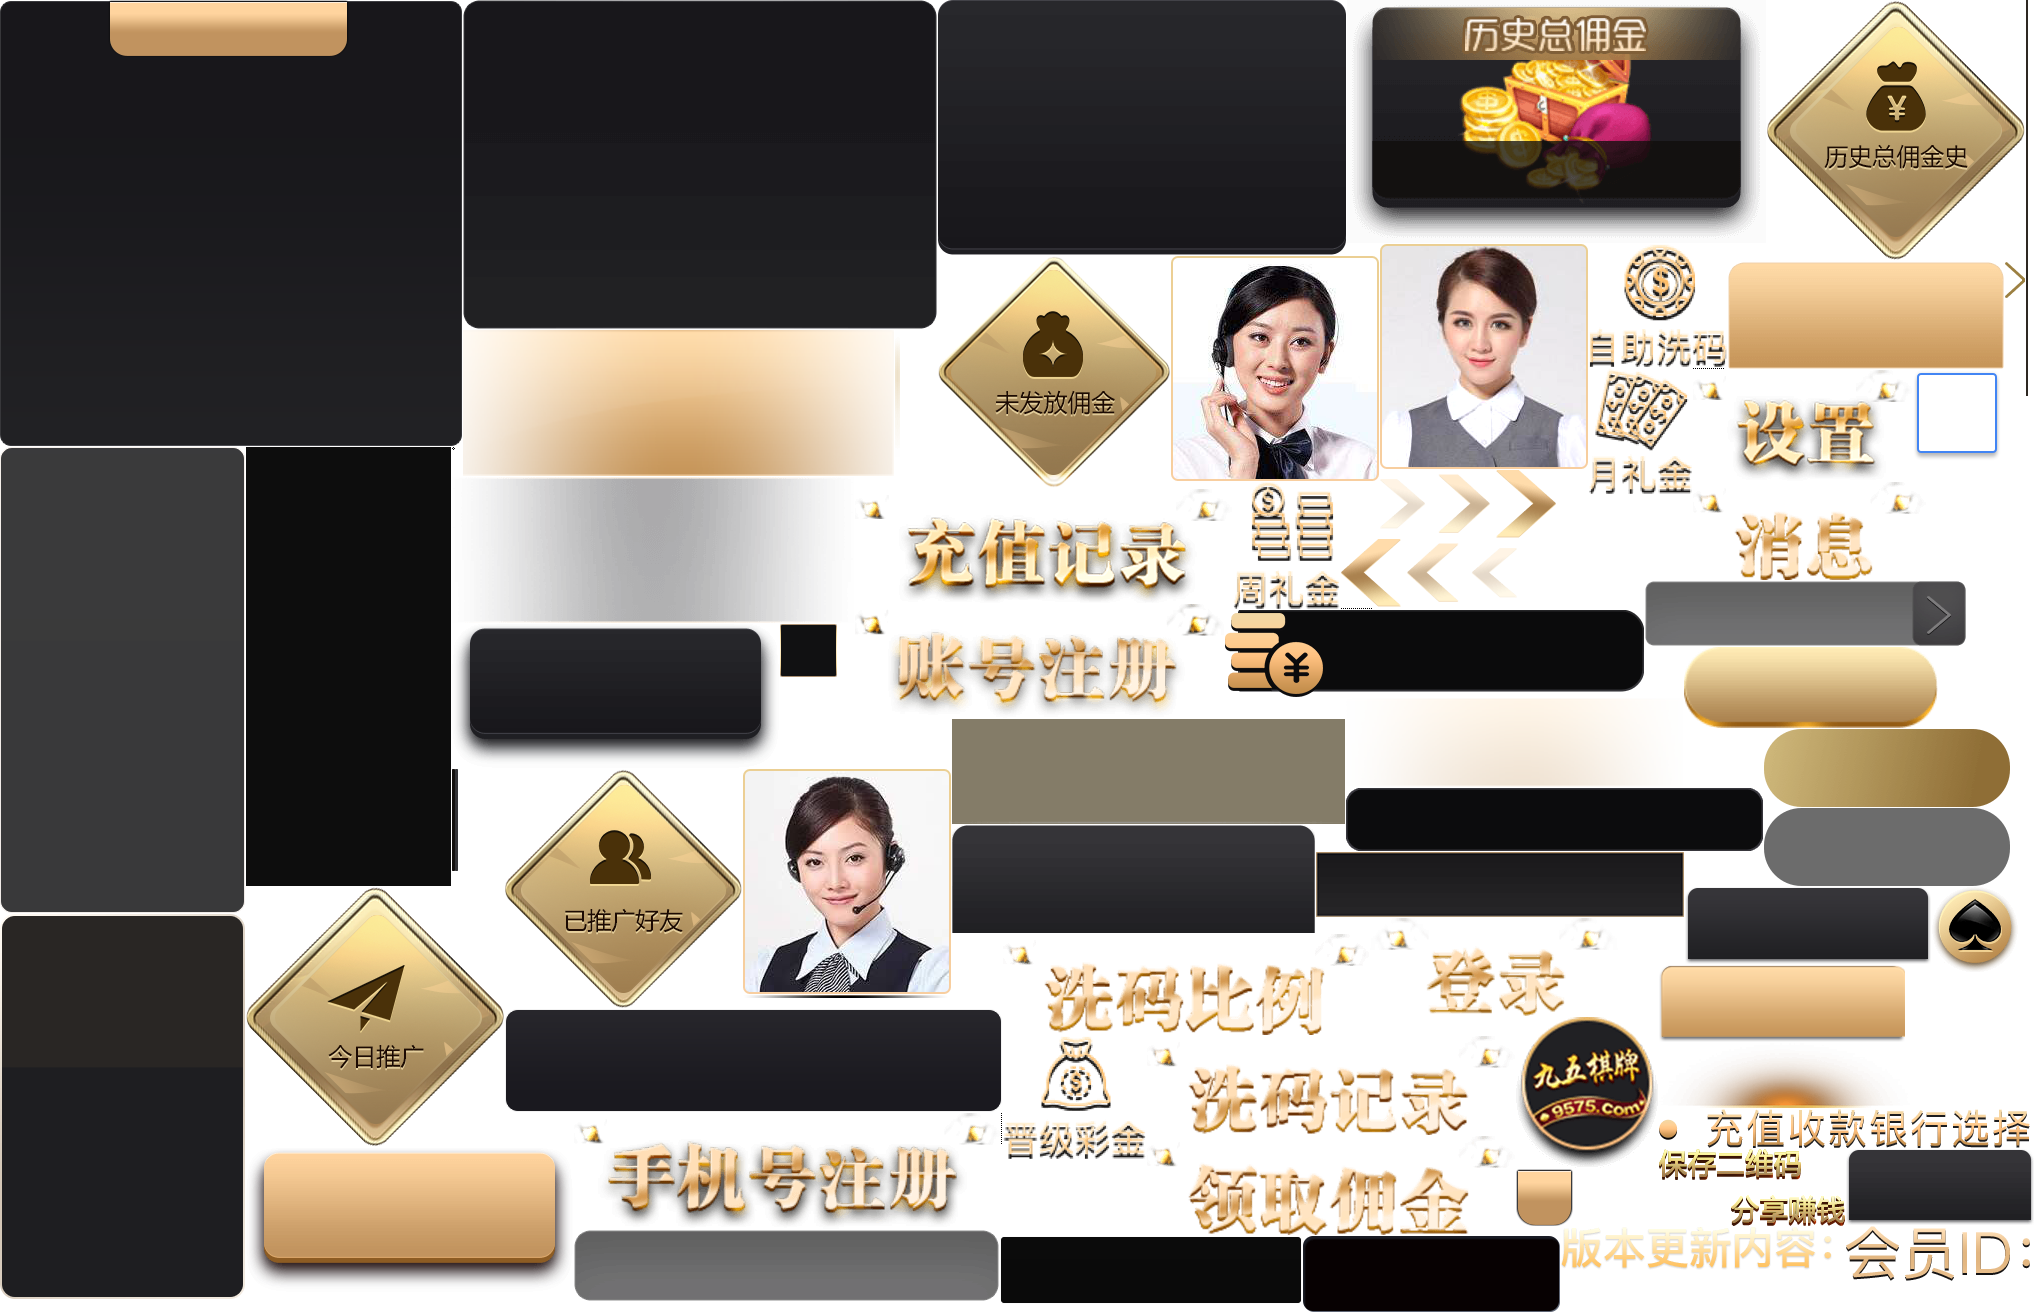 历史总佣金
历史总佣金史
未发放佣金
自助洗码
月礼金
设置
充值记录
周礼金
消息
账号注册
已推广好友
今日推广
洗码比例
登录
洗码记录
九五棋牌
9575.Com
晋级彩金
充值收款银行选择
手机号注册
保存二维码
领取佣金
分享赚钱
版本更新内容：
会员ID：